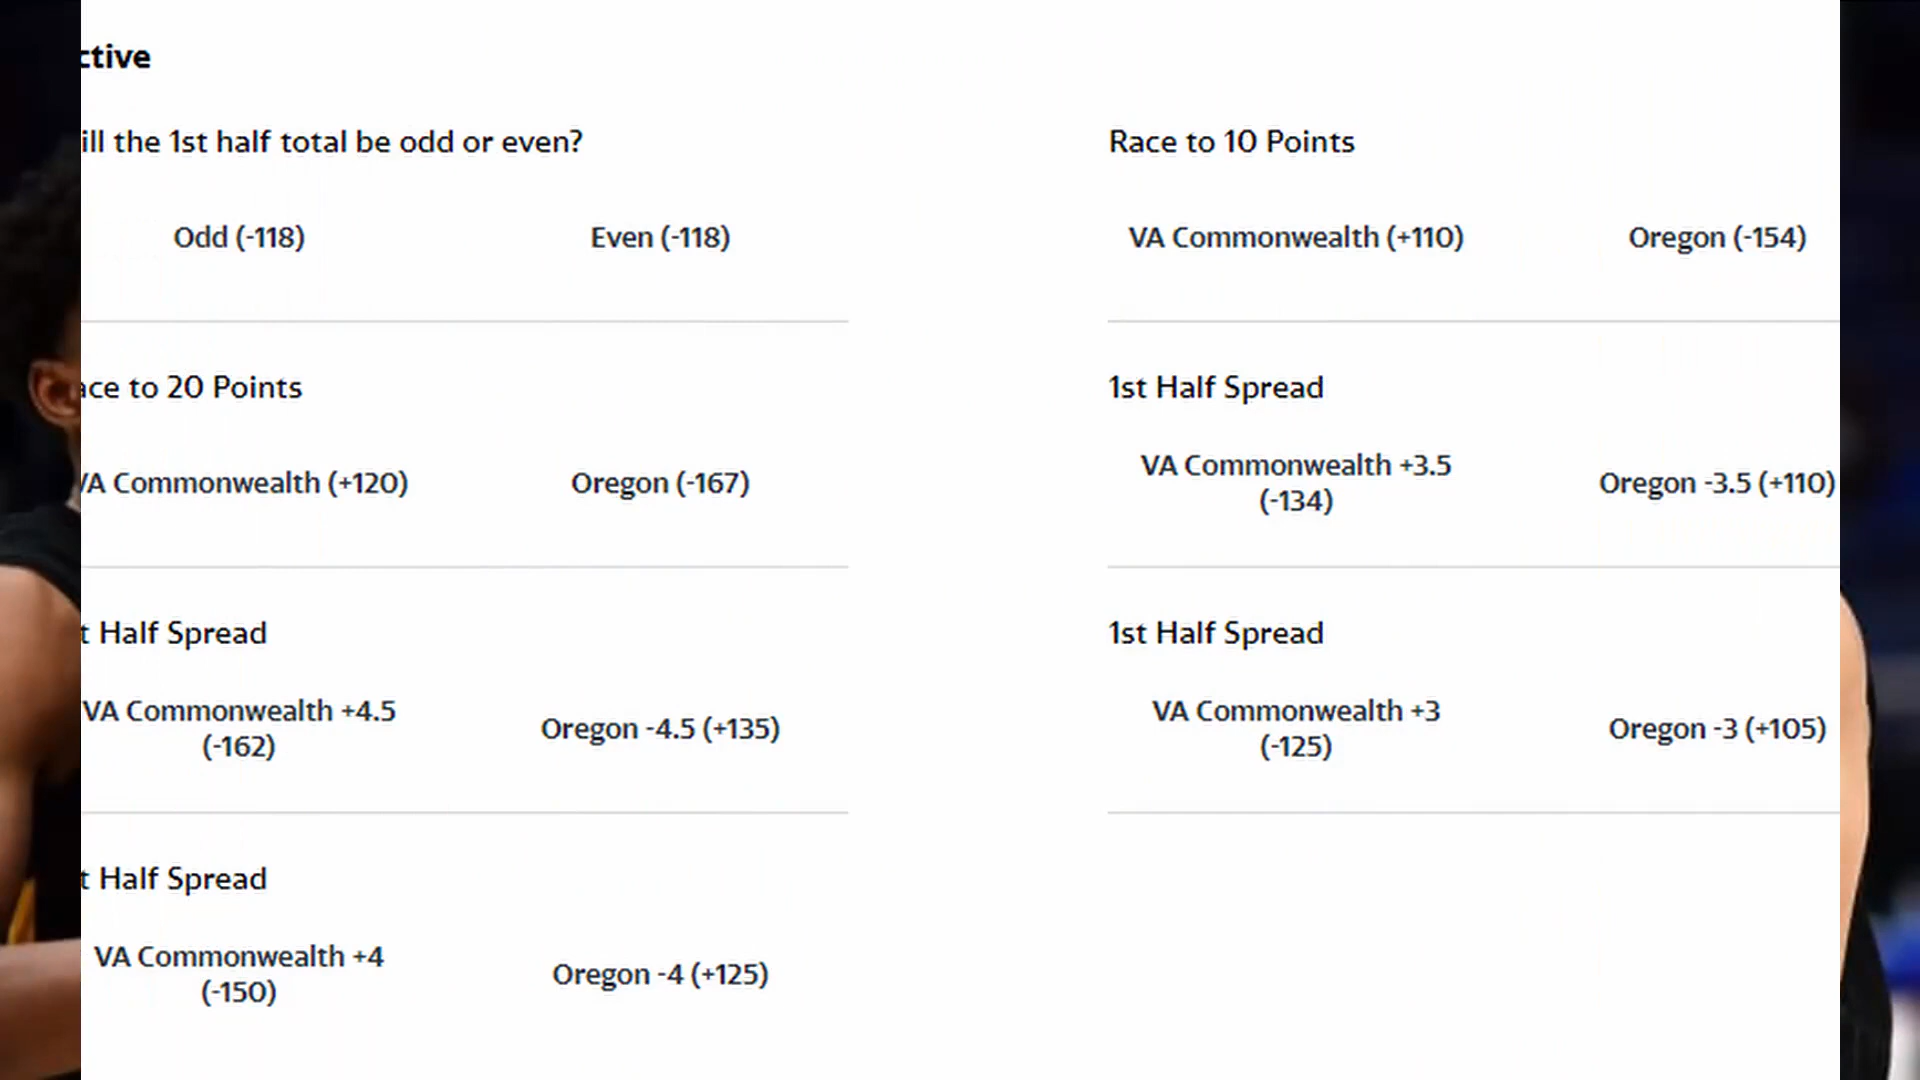 ctive
ill the 1st half total be odd or even?
Odd (-118)
Even (-118)
Race to 10 Points
VA Commonwealth (+110)
Oregon (-154)
ace to 20 Points
VA Commonwealth (+120)
Oregon (-167)
1st Half Spread
VA Commonwealth +3.5
(-134)
Oregon -3.5 (+110)
t Half Spread
VA Commonwealth +4.5
(-162)
Oregon -4.5 (+135)
1st Half Spread
VA Commonwealth +3
(-125)
Oregon -3 (+105)
t Half Spread
VA Commonwealth +4
(-150)
Oregon -4 (+125)